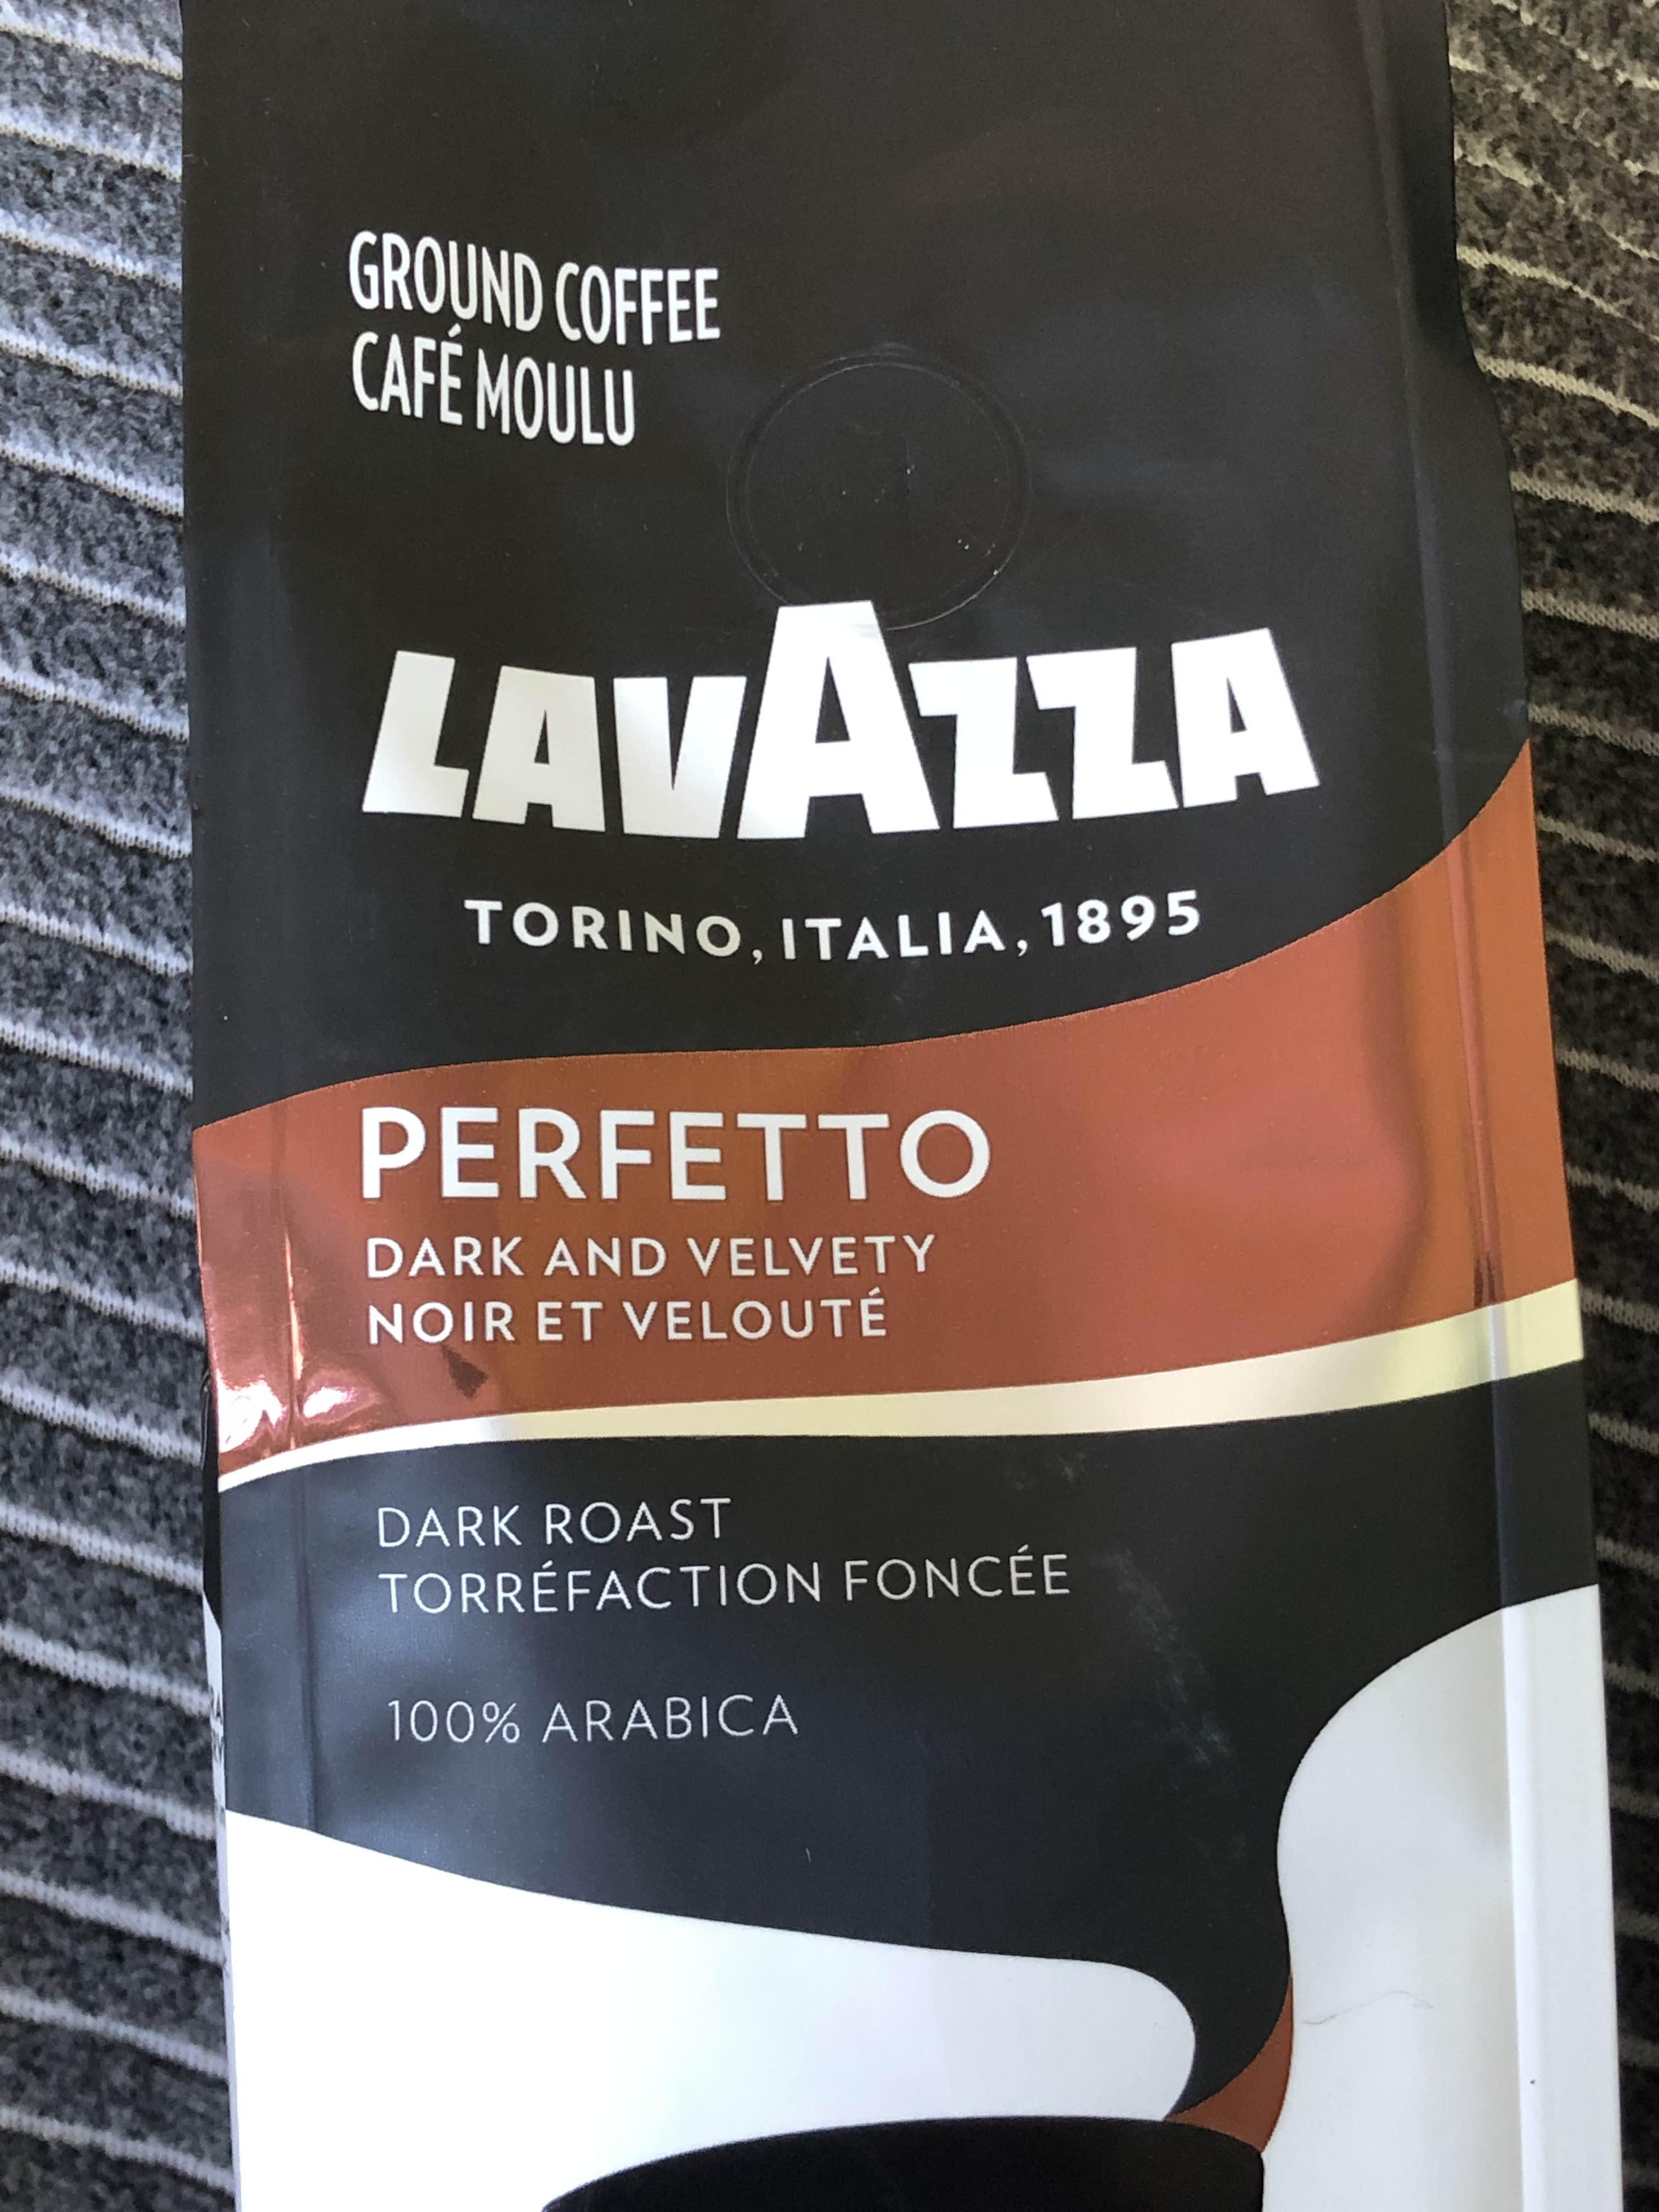 GROUND COFFEE
CAFÉ MOULU
LAVAZZA
TORINO, ITALIA, 1895
PERFETTO
DARK AND VELVETY
NOIR ET VELOUTÉ
DARK ROAST
TORRÉFACTION FONCÉE
100% ARABICA